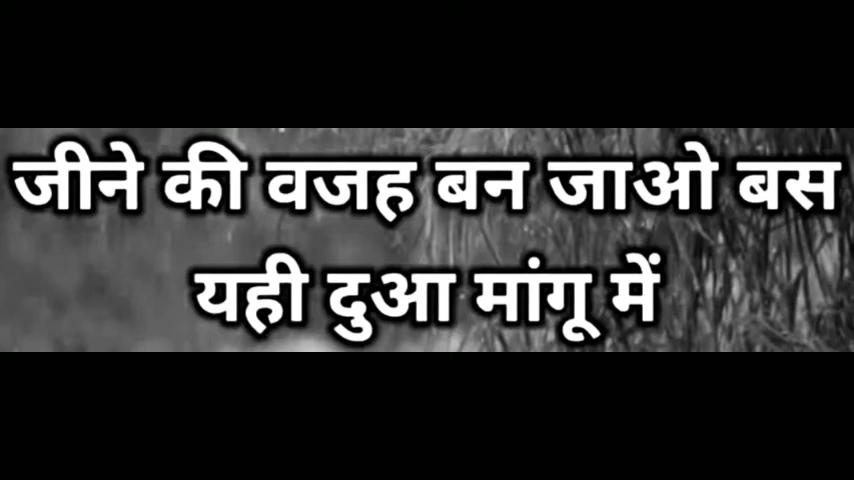 जीने की वजह बन जाओ बस
यही दुआ मांगू में